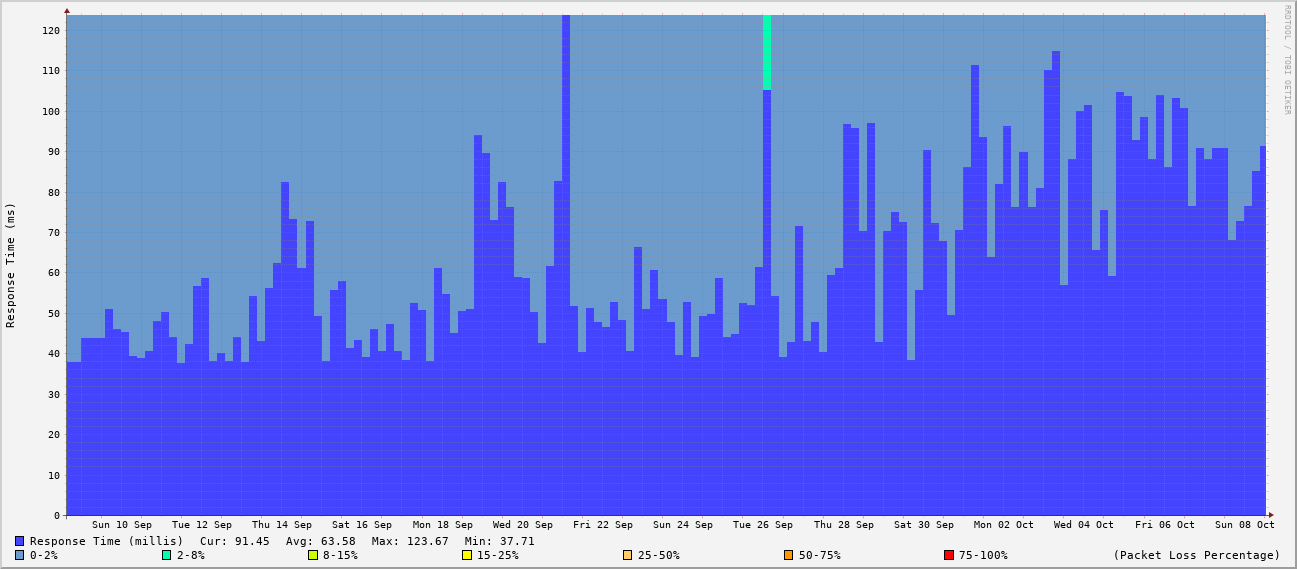 RRDTOOL / TOBI OETIKER
Response Time (ms)
120
110
100
90
80
70
60
50
40
30
20
10
0
Sun 10 Sep Tue 12 Sep Thu 14 Sep Sat 16 Sep Mon 18 Sep Wed 20 Sep Fri 22 Sep Sun 24 Sep Tue 26 Sep Thu 28 Sep Sat 30 Sep Mon 02 Oct Wed 04 Oct Fri 06 Oct Sun 08 Oct
Response Time (millis) Cur: 91.45 Avg: 63.58 Max: 123.67 Min: 37.71
0-2% 2-8% 8-15% 15-25% 25-50% 50-75% 75-100% (Packet Loss Percentage)